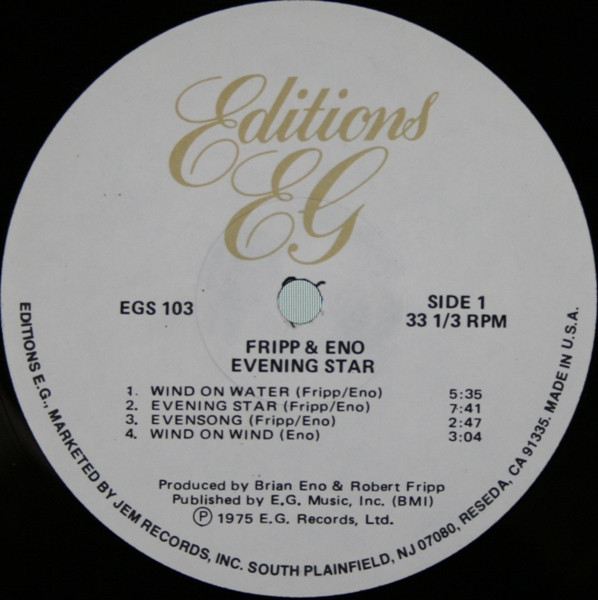 Editions
EG
EGS 103
SIDE 1
33 1/3 RPM
FRIPP & ENO
EVENING STAR
1. WIND ON WATER (Fripp/Eno) 5:35
2. EVENING STAR (Fripp/Eno) 7:41
3. EVENSONG (Fripp/Eno) 2:47
4. WIND ON WIND (Eno) 3:04
Produced by Brian Eno & Robert Fripp
Published by E.G. Music, Inc. (BMI)
Ⓟ 1975 E.G. Records, Ltd.
EDITIONS E.G., MARKETED BY JEM RECORDS, INC. SOUTH PLAINFIELD, NJ 07080, RESEDA, CA 91335. MADE IN U.S.A.